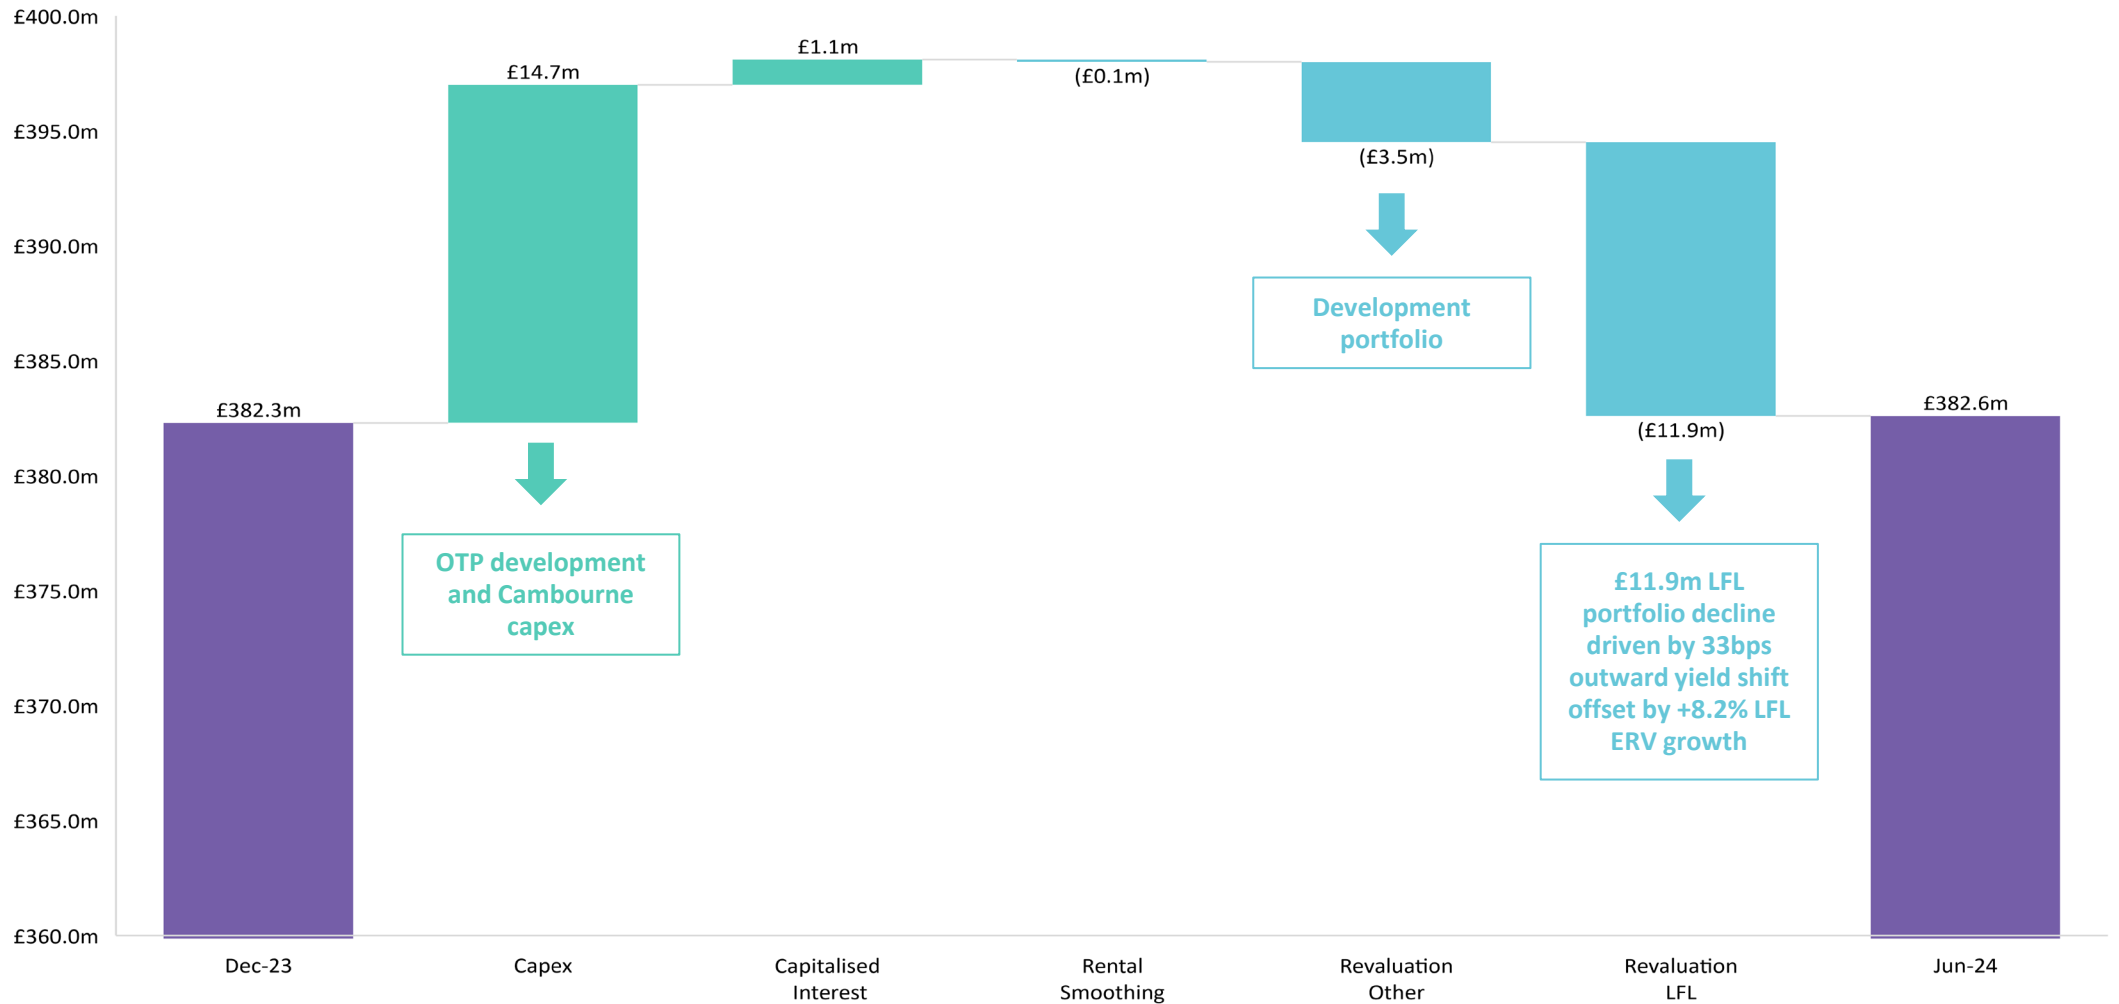 £400.0m
£395.0m
£390.0m
£385.0m
£380.0m
£375.0m
£370.0m
£365.0m
£360.0m
£382.3m
£14.7m
£1.1m
(£0.1m)
(£3.5m)
(£11.9m)
£382.6m
OTP development
and Cambourne
capex
Development
portfolio
£11.9m LFL
portfolio decline
driven by 33bps
outward yield shift
offset by +8.2% LFL
ERV growth
Dec-23
Capex
Capitalised
Interest
Rental
Smoothing
Revaluation
Other
Revaluation
LFL
Jun-24